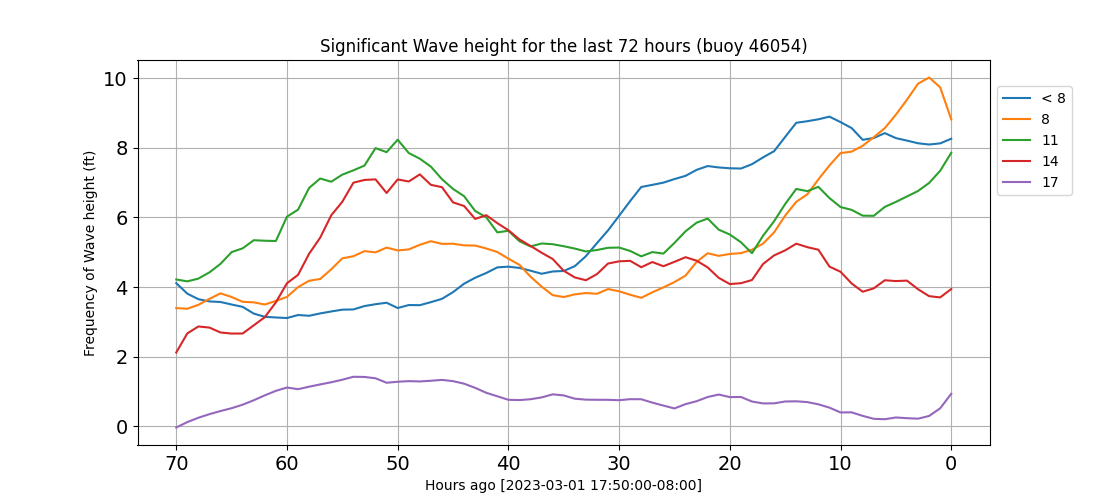 Significant Wave height for the last 72 hours (buoy 46054)
Frequency of Wave height (ft)
10
8
6
4
2
0
70 60 50 40 30 20 10 0
Hours ago [2023-03-01 17:50:00-08:00]
< 8
8
11
14
17